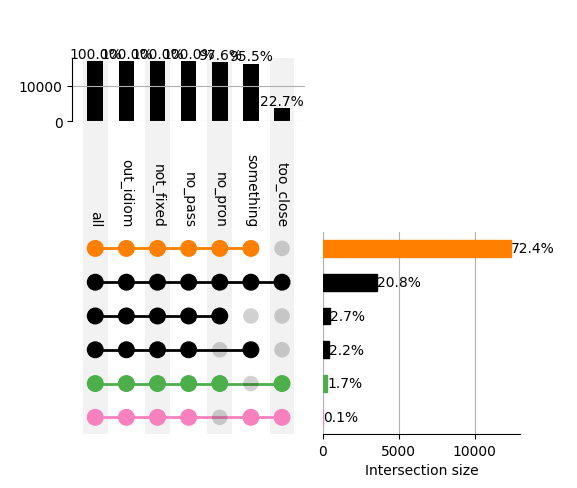 100.0%
100.0%
100.0%
100.0%
97.6%
95.5%
22.7%
10000
0
all
out_idiom
not_fixed
no_pass
no_pron
something
too_close
72.4%
20.8%
2.7%
2.2%
1.7%
0.1%
0
5000
10000
Intersection size